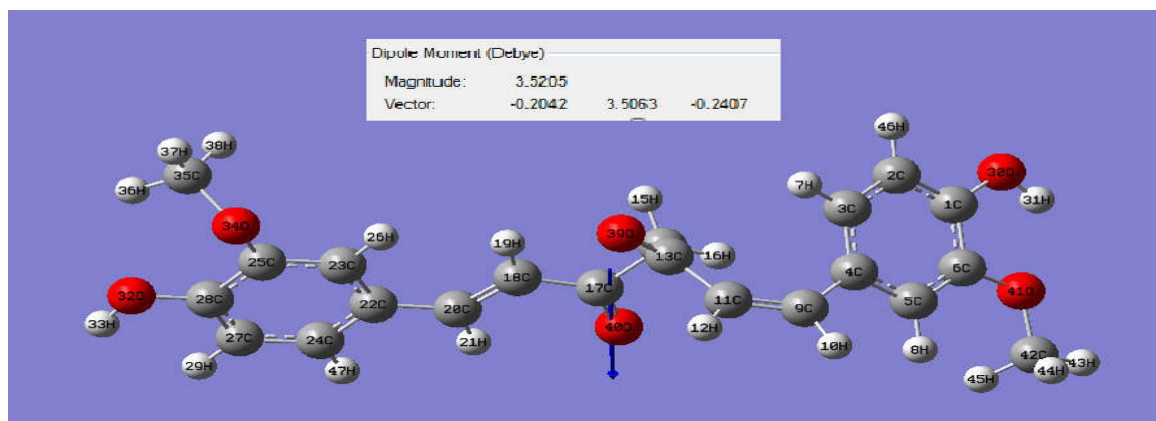 Dipole Moment (Debye)
Magnitude: 3.5205
Vector: -0.2042 3.5063 -0.2407
46H
37H 38H
35C
36H
2C
30O
7H
31H
15H
3C
1C
34O
39O
26H
19H
16H
13C
25C
23C
4C
6C
18C
17C
41O
32O
28C
22C
20C
11C
9C
5C
33H
27C
24C
40O
12H
21H
10H
8H
42C
43H
29H
47H
45H
44H